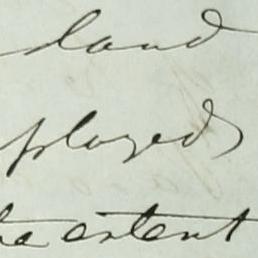 land
ployed
the extent